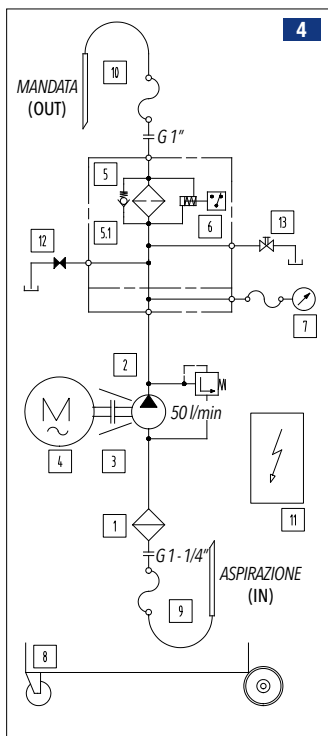 4
10
MANDATA
(OUT)
G 1"
5
5.1
6
12
13
7
2
50 l/min
M
4
3
1
11
G 1 - 1/4"
ASPIRAZIONE
(IN)
9
8